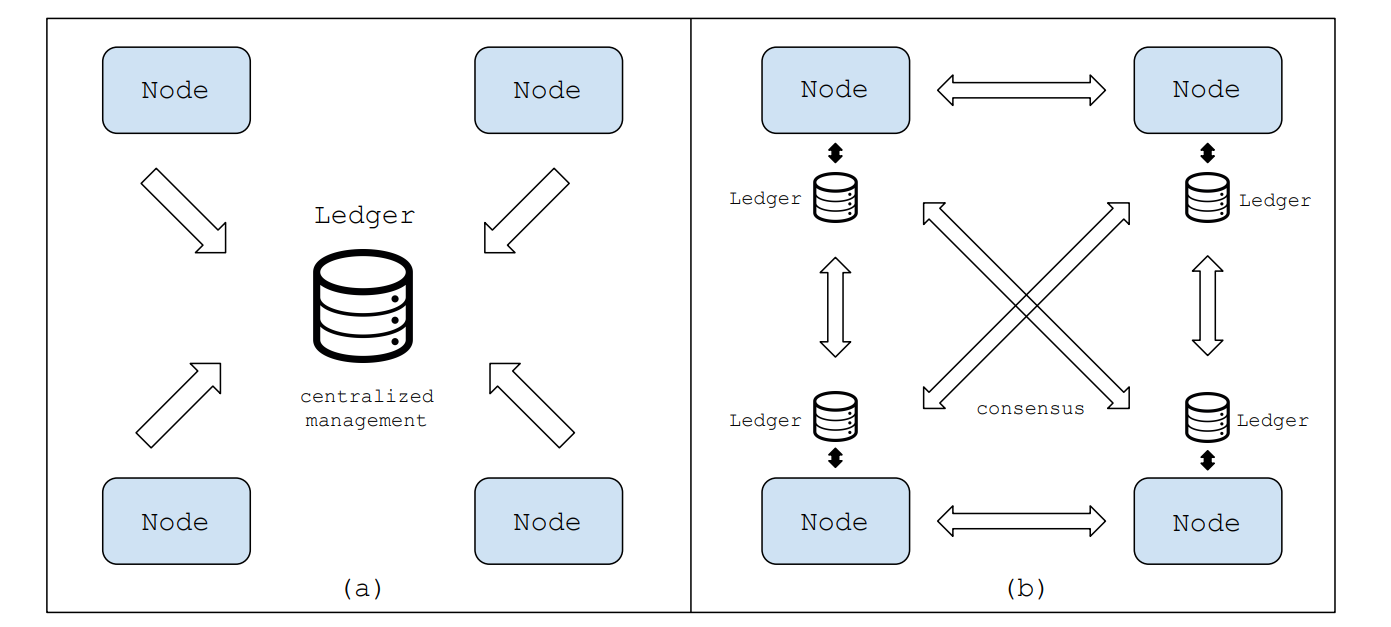 Node
Node
Ledger
centralized
management
Node
Node
(a)
Node
Node
Ledger
Ledger
consensus
Ledger
Ledger
Node
Node
(b)